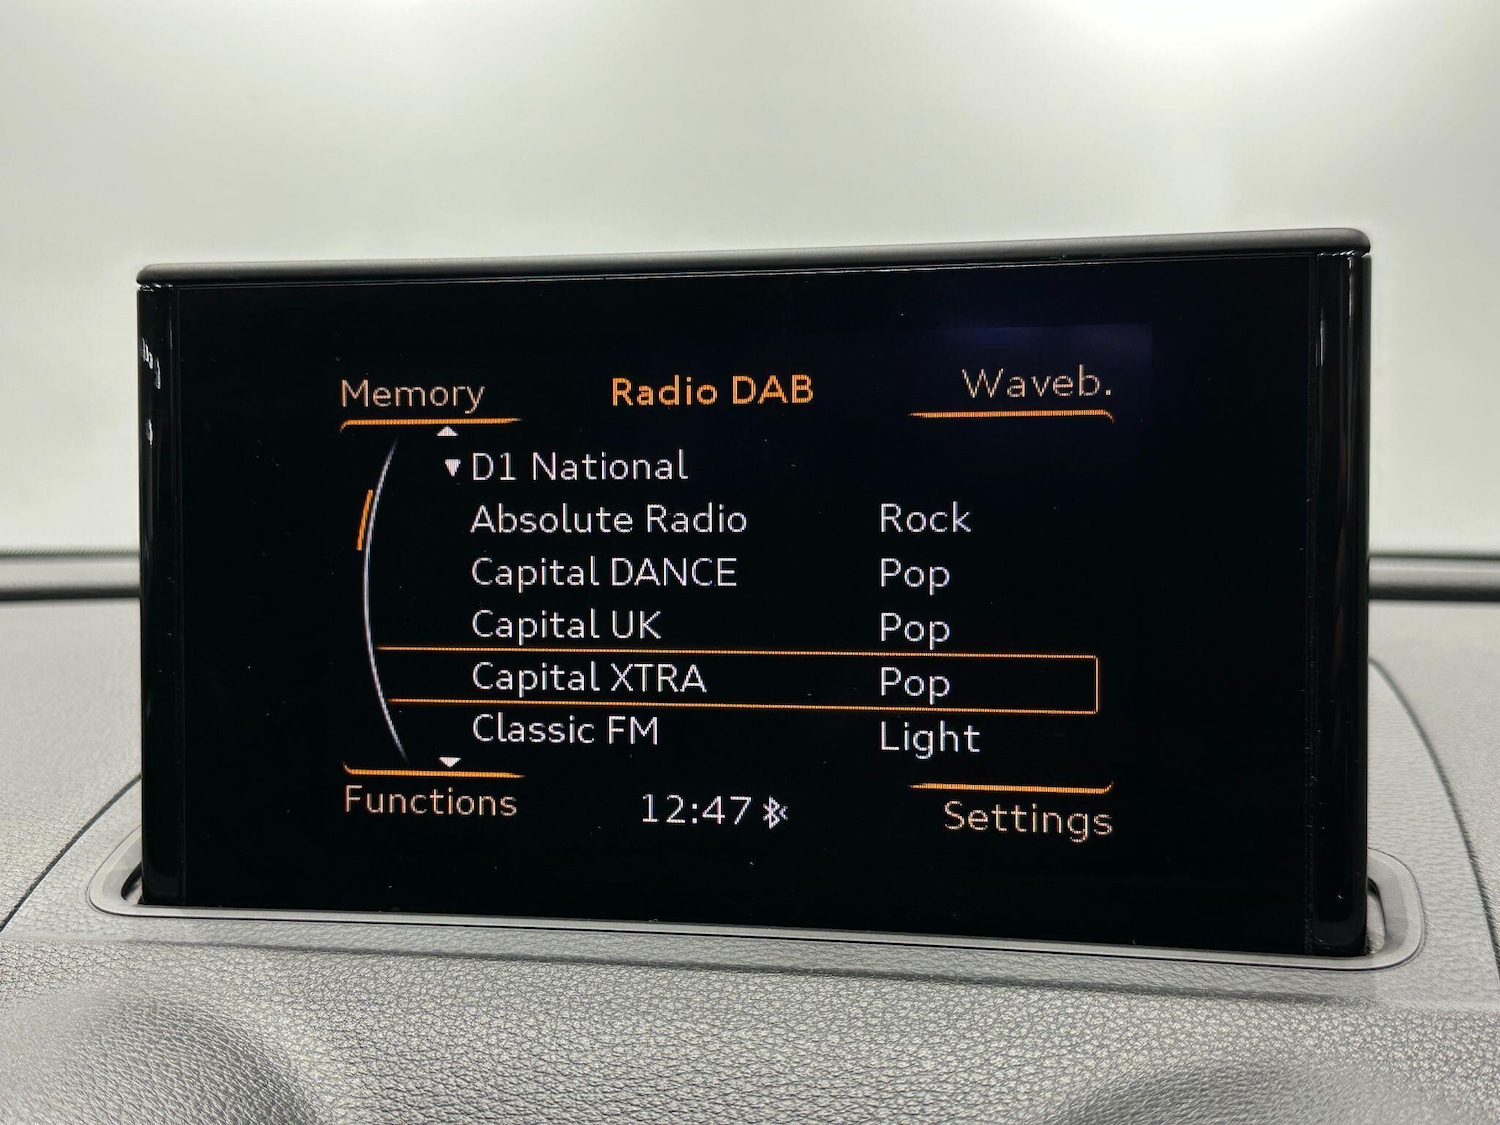 Memory Radio DAB Waveb.
D1 National
Absolute Radio Rock
Capital DANCE Pop
Capital UK Pop
Capital XTRA Pop
Classic FM Light
Functions 12:47 Settings